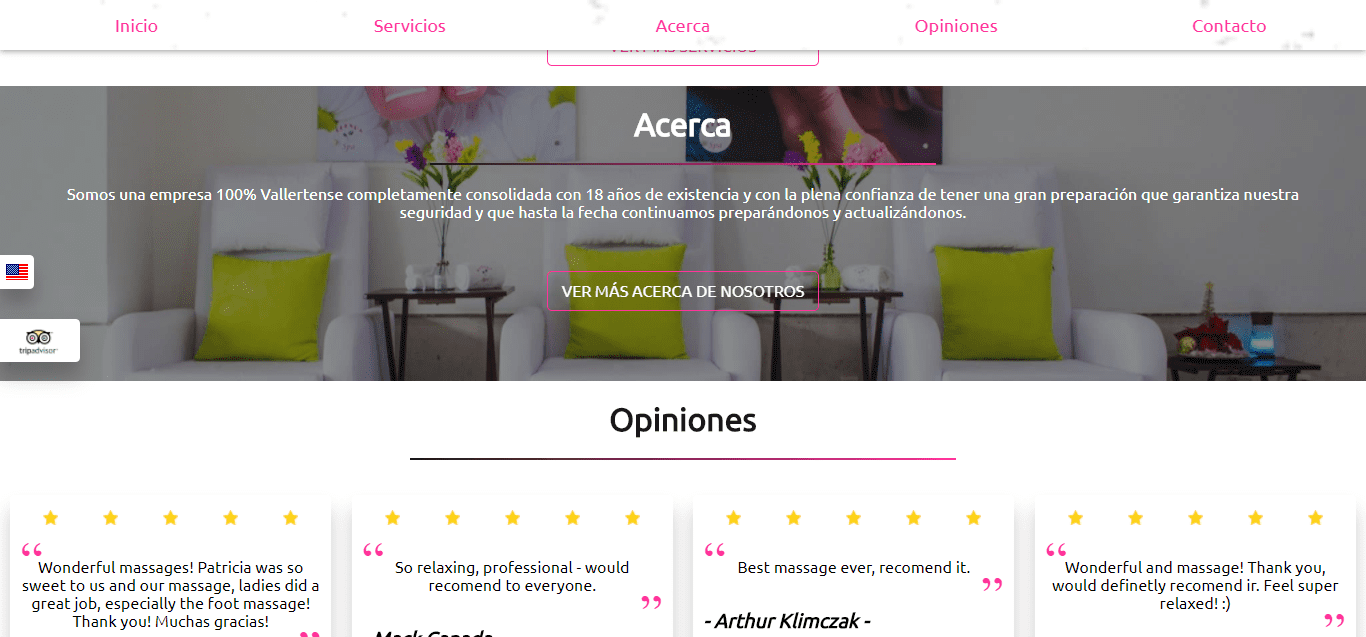 Inicio
Servicios
Acerca
Opiniones
Contacto
VER MÁS SERVICIOS
Acerca
Somos una empresa 100% Vallertense completamente consolidada con 18 años de existencia y con la plena confianza de tener una gran preparación que garantiza nuestra
seguridad y que hasta la fecha continuamos preparándonos y actualizándonos.
VER MÁS ACERCA DE NOSOTROS
tripadvisor
Opiniones
“
Wonderful massages! Patricia was so
sweet to us and our massage, ladies did a
great job, especially the foot massage!
Thank you! Muchas gracias!
”
“
So relaxing, professional - would
recomend to everyone.
”
“
Best massage ever, recomend it.
”
- Arthur Klimczak -
“
Wonderful and massage! Thank you,
would definetly recomend ir. Feel super
relaxed! :)
”